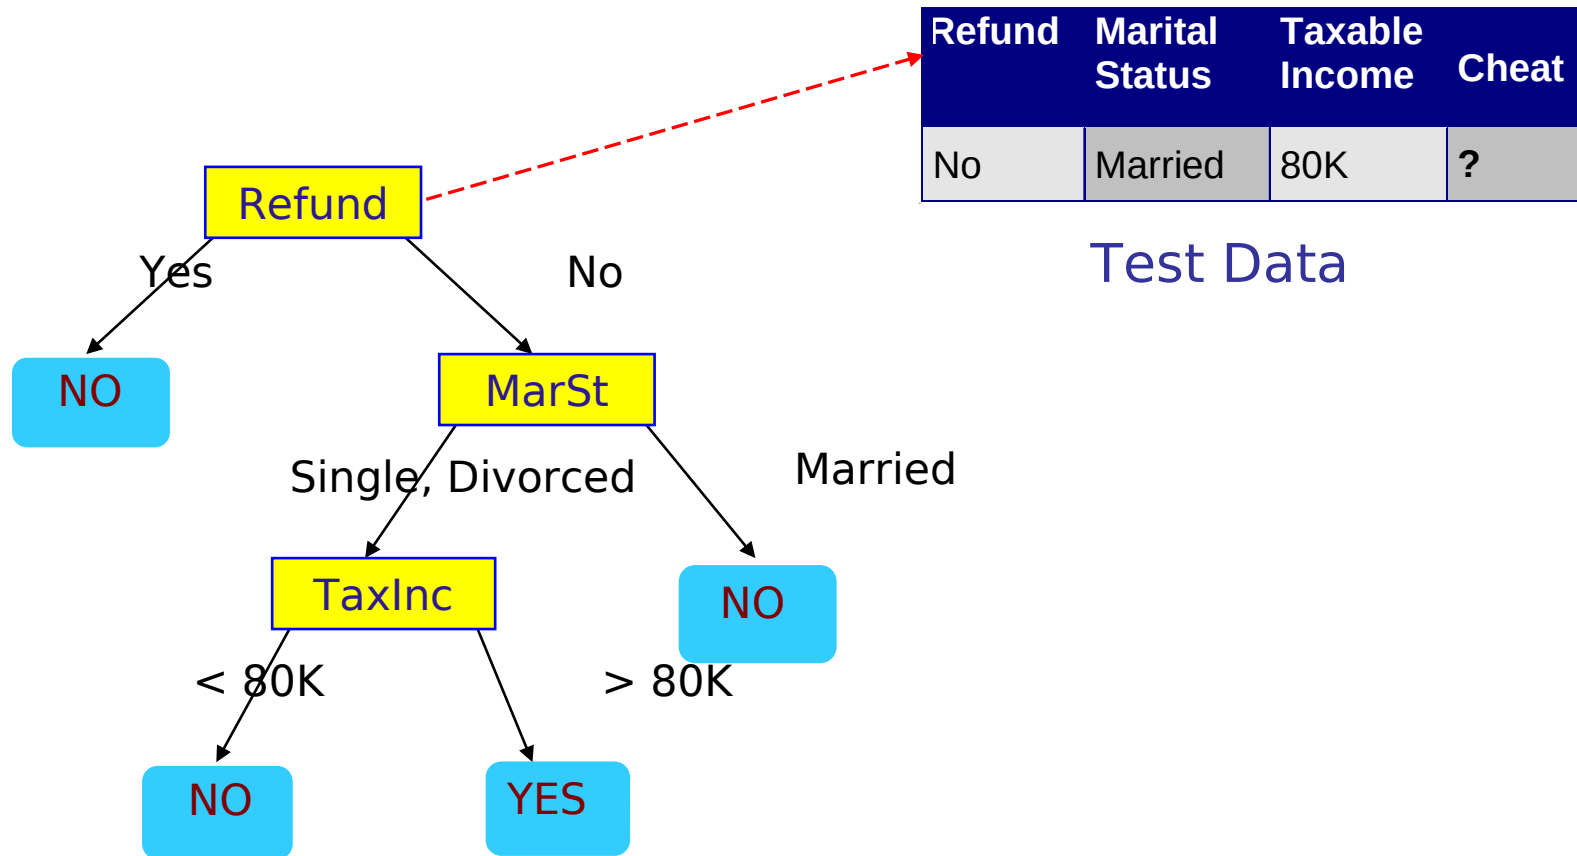 Refund Marital Status Taxable Income Cheat
No Married 80K ?
Test Data
Refund
Yes No
NO
MarSt
Single, Divorced Married
TaxInc
NO
< 80K > 80K
NO YES